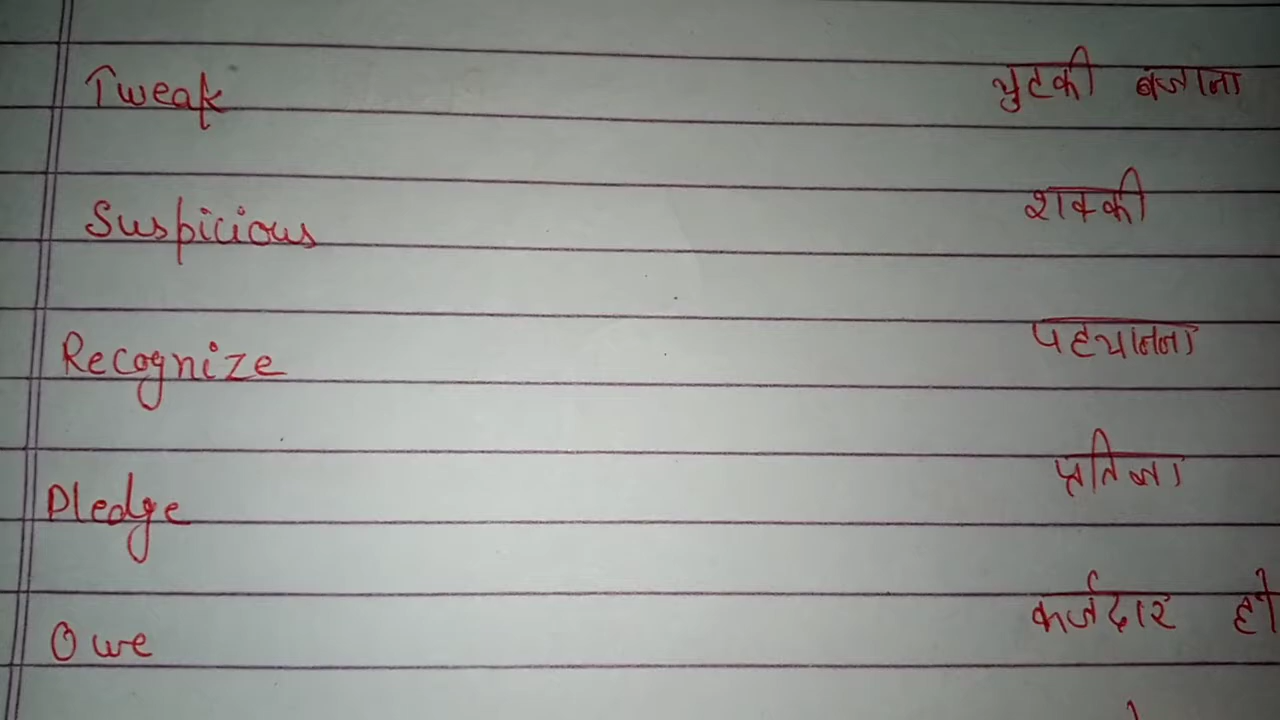 Tweak चुटकी बजाना
Suspicious शक्की
Recognize पहचानना
Pledge प्रतिज्ञा
Owe कर्जदार हो